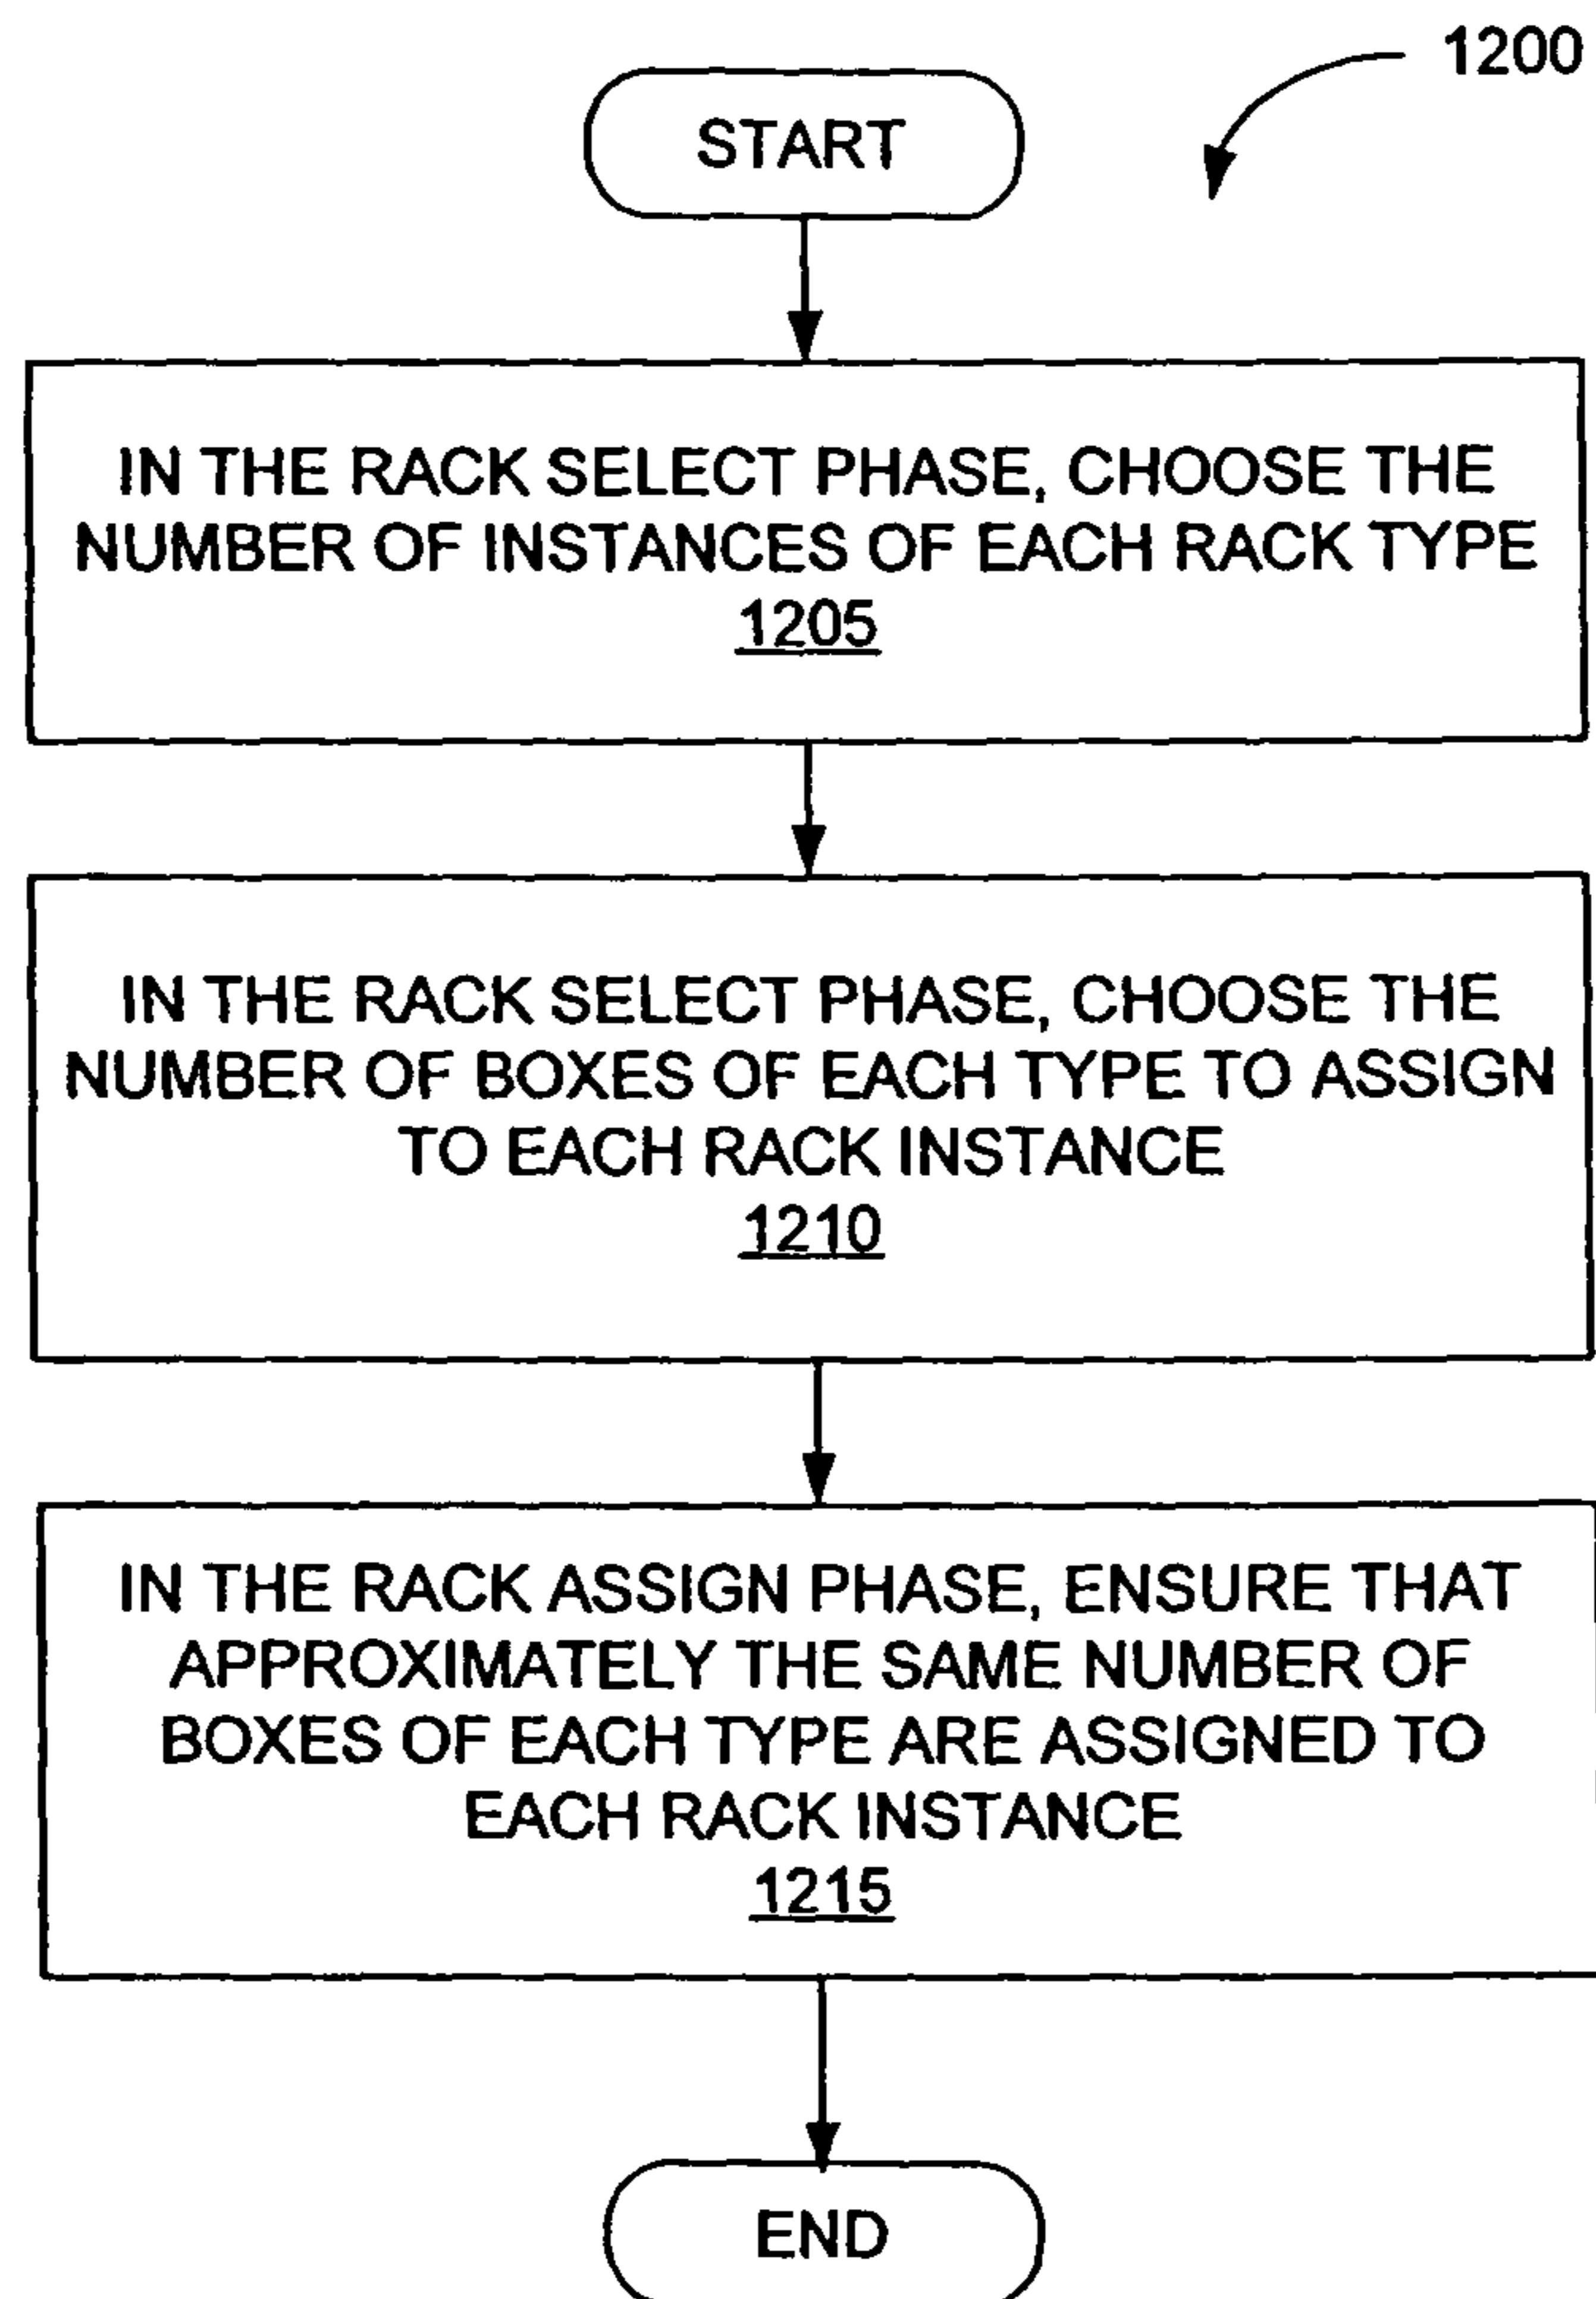 1200
START
IN THE RACK SELECT PHASE, CHOOSE THE
NUMBER OF INSTANCES OF EACH RACK TYPE
1205
IN THE RACK SELECT PHASE, CHOOSE THE
NUMBER OF BOXES OF EACH TYPE TO ASSIGN
TO EACH RACK INSTANCE
1210
IN THE RACK ASSIGN PHASE, ENSURE THAT
APPROXIMATELY THE SAME NUMBER OF
BOXES OF EACH TYPE ARE ASSIGNED TO
EACH RACK INSTANCE
1215
END